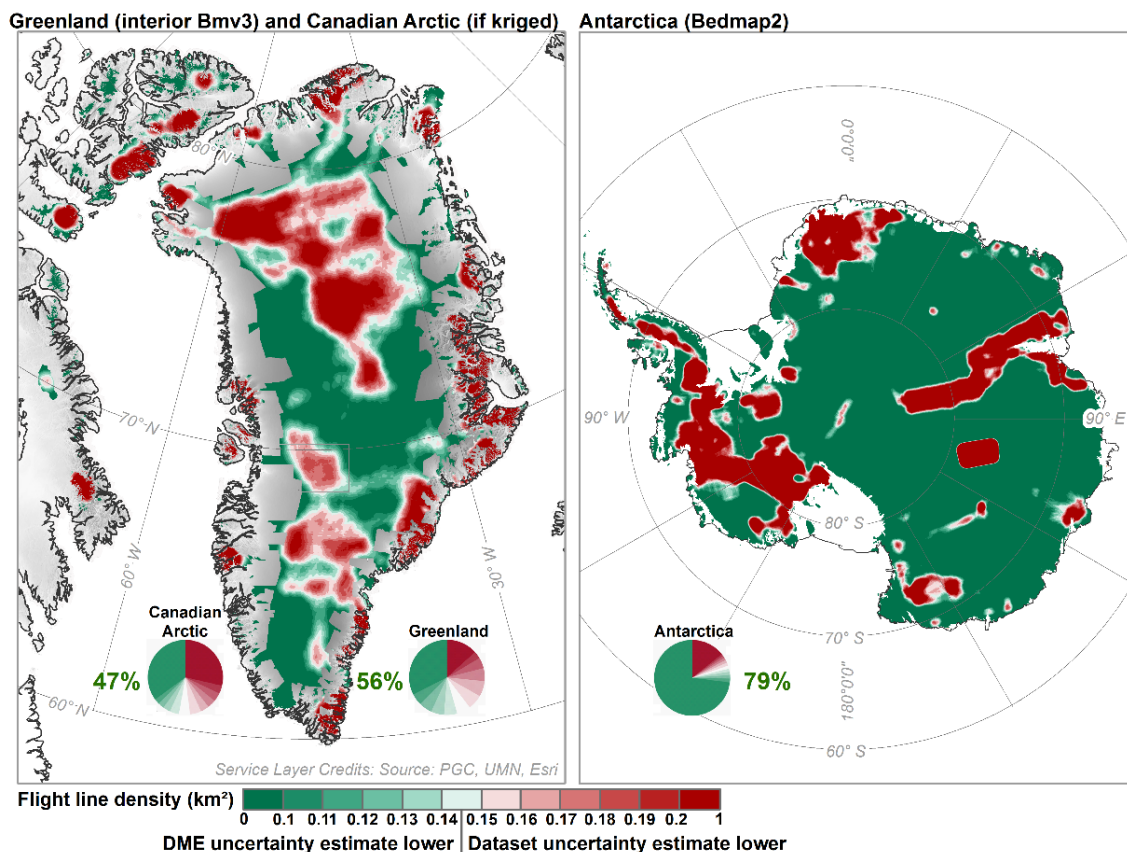 Greenland (interior Bmv3) and Canadian Arctic (if kriged)
Antarctica (Bedmap2)
80°N
70°N
60°W
60°N
30°W
Canadian
Arctic
47%
Greenland
56%
Service Layer Credits: Source: PGC, UMN, Esri
0°0'0"
90° W
90° E
80° S
70° S
180°0'0"
60° S
Antarctica
79%
Flight line density (km²)
0 0.1 0.11 0.12 0.13 0.14 0.15 0.16 0.17 0.18 0.19 0.2 1
DME uncertainty estimate lower | Dataset uncertainty estimate lower